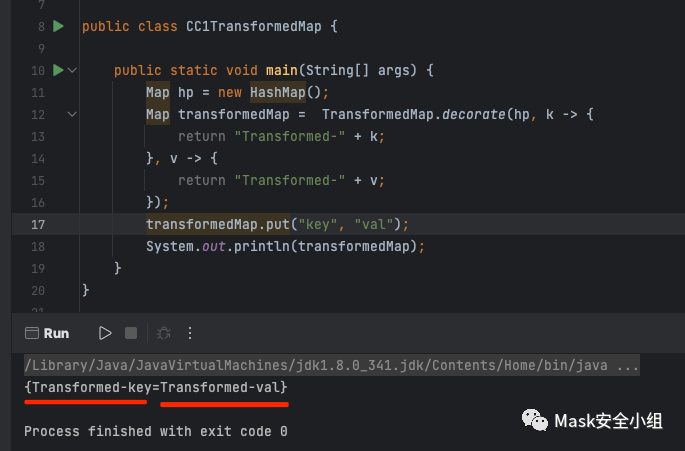 7
8 public class CC1TransformedMap {
9
10 public static void main(String[] args) {
11 Map hp = new HashMap();
12 Map transformedMap =  TransformedMap.decorate(hp, k -> {
13 return "Transformed-" + k;
14 }, v -> {
15 return "Transformed-" + v;
16 });
17 transformedMap.put("key", "val");
18 System.out.println(transformedMap);
19 }
20 }
21
Run
/Library/Java/JavaVirtualMachines/jdk1.8.0_341.jdk/Contents/Home/bin/java ...
{Transformed-key=Transformed-val}
Mask安全小组
Process finished with exit code 0